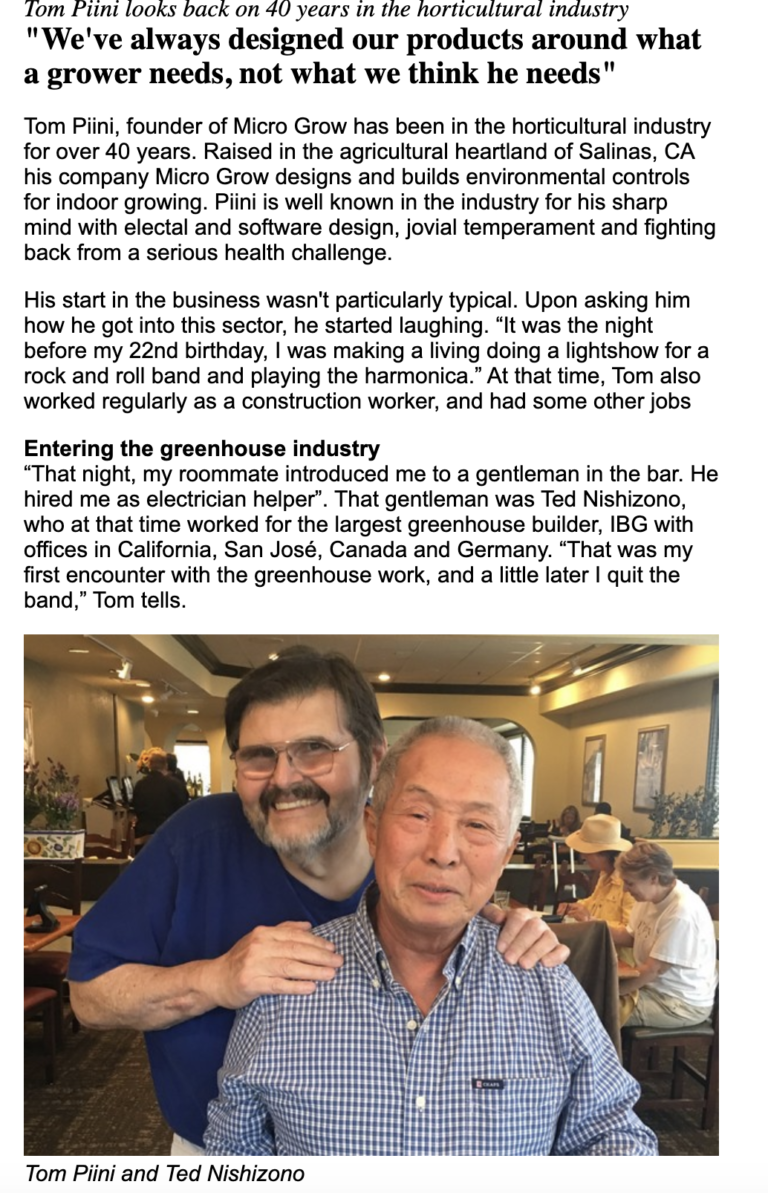 Tom Piini looks back on 40 years in the horticultural industry
"We've always designed our products around what
a grower needs, not what we think he needs"
Tom Piini, founder of Micro Grow has been in the horticultural industry
for over 40 years. Raised in the agricultural heartland of Salinas, CA
his company Micro Grow designs and builds environmental controls
for indoor growing. Piini is well known in the industry for his sharp
mind with electal and software design, jovial temperament and fighting
back from a serious health challenge.
His start in the business wasn't particularly typical. Upon asking him
how he got into this sector, he started laughing. “It was the night
before my 22nd birthday, I was making a living doing a lightshow for a
rock and roll band and playing the harmonica.” At that time, Tom also
worked regularly as a construction worker, and had some other jobs
Entering the greenhouse industry
“That night, my roommate introduced me to a gentleman in the bar. He
hired me as electrician helper”. That gentleman was Ted Nishizono,
who at that time worked for the largest greenhouse builder, IBG with
offices in California, San José, Canada and Germany. “That was my
first encounter with the greenhouse work, and a little later I quit the
band,” Tom tells.
Tom Piini and Ted Nishizono